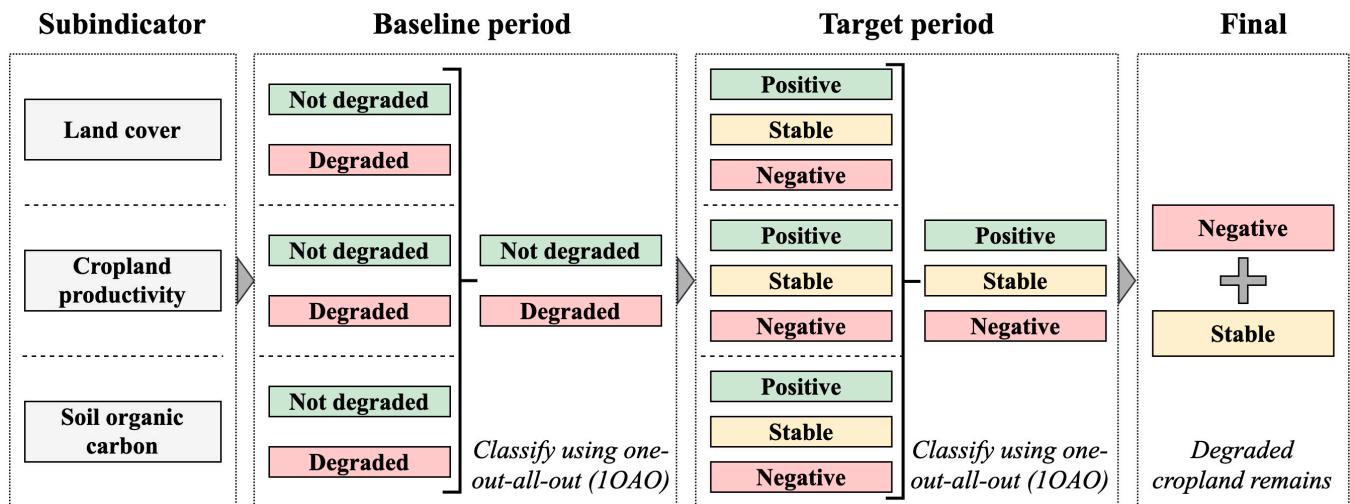 Subindicator
Baseline period
Target period
Final
Land cover
Cropland
productivity
Soil organic
carbon
Not degraded
Degraded
Not degraded
Degraded
Not degraded
Degraded
Not degraded
Degraded
Classify using one-
out-all-out (1OAO)
Positive
Stable
Negative
Positive
Stable
Negative
Positive
Stable
Negative
Positive
Stable
Negative
Classify using one-
out-all-out (1OAO)
Negative
Stable
Degraded
cropland remains